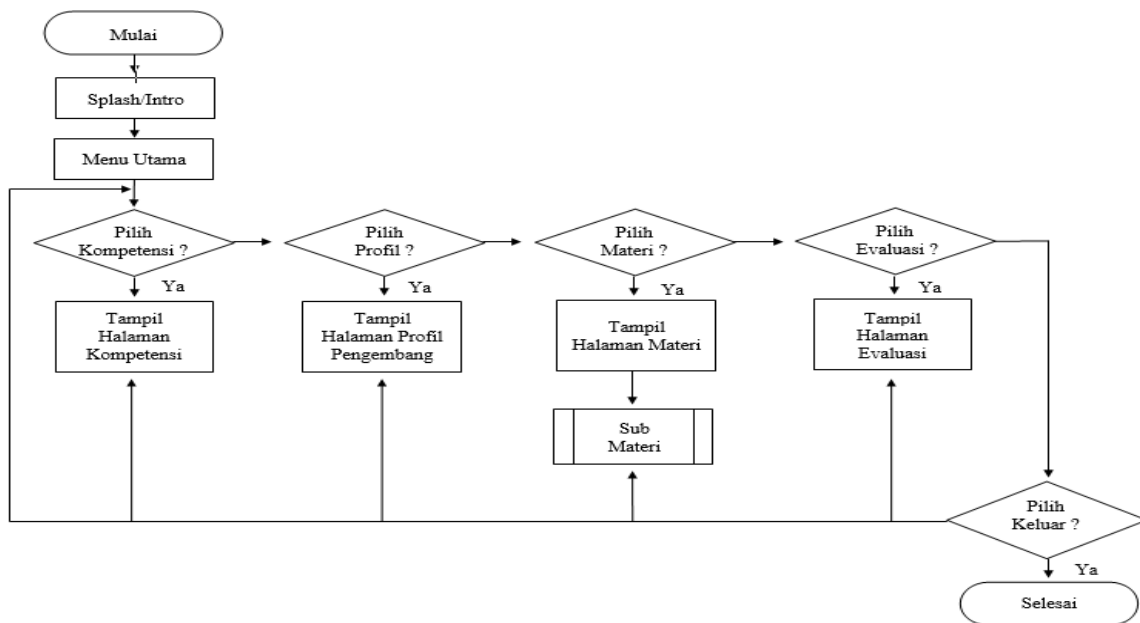 Mulai
Splash/Intro
Menu Utama
Pilih
Kompetensi ?
Pilih
Profil ?
Pilih
Materi ?
Pilih
Evaluasi ?
Ya
Ya
Ya
Ya
Tampil
Halaman
Kompetensi
Tampil
Halaman Profil
Pengembang
Tampil
Halaman Materi
Tampil
Halaman
Evaluasi
Sub
Materi
Pilih
Keluar ?
Ya
Selesai